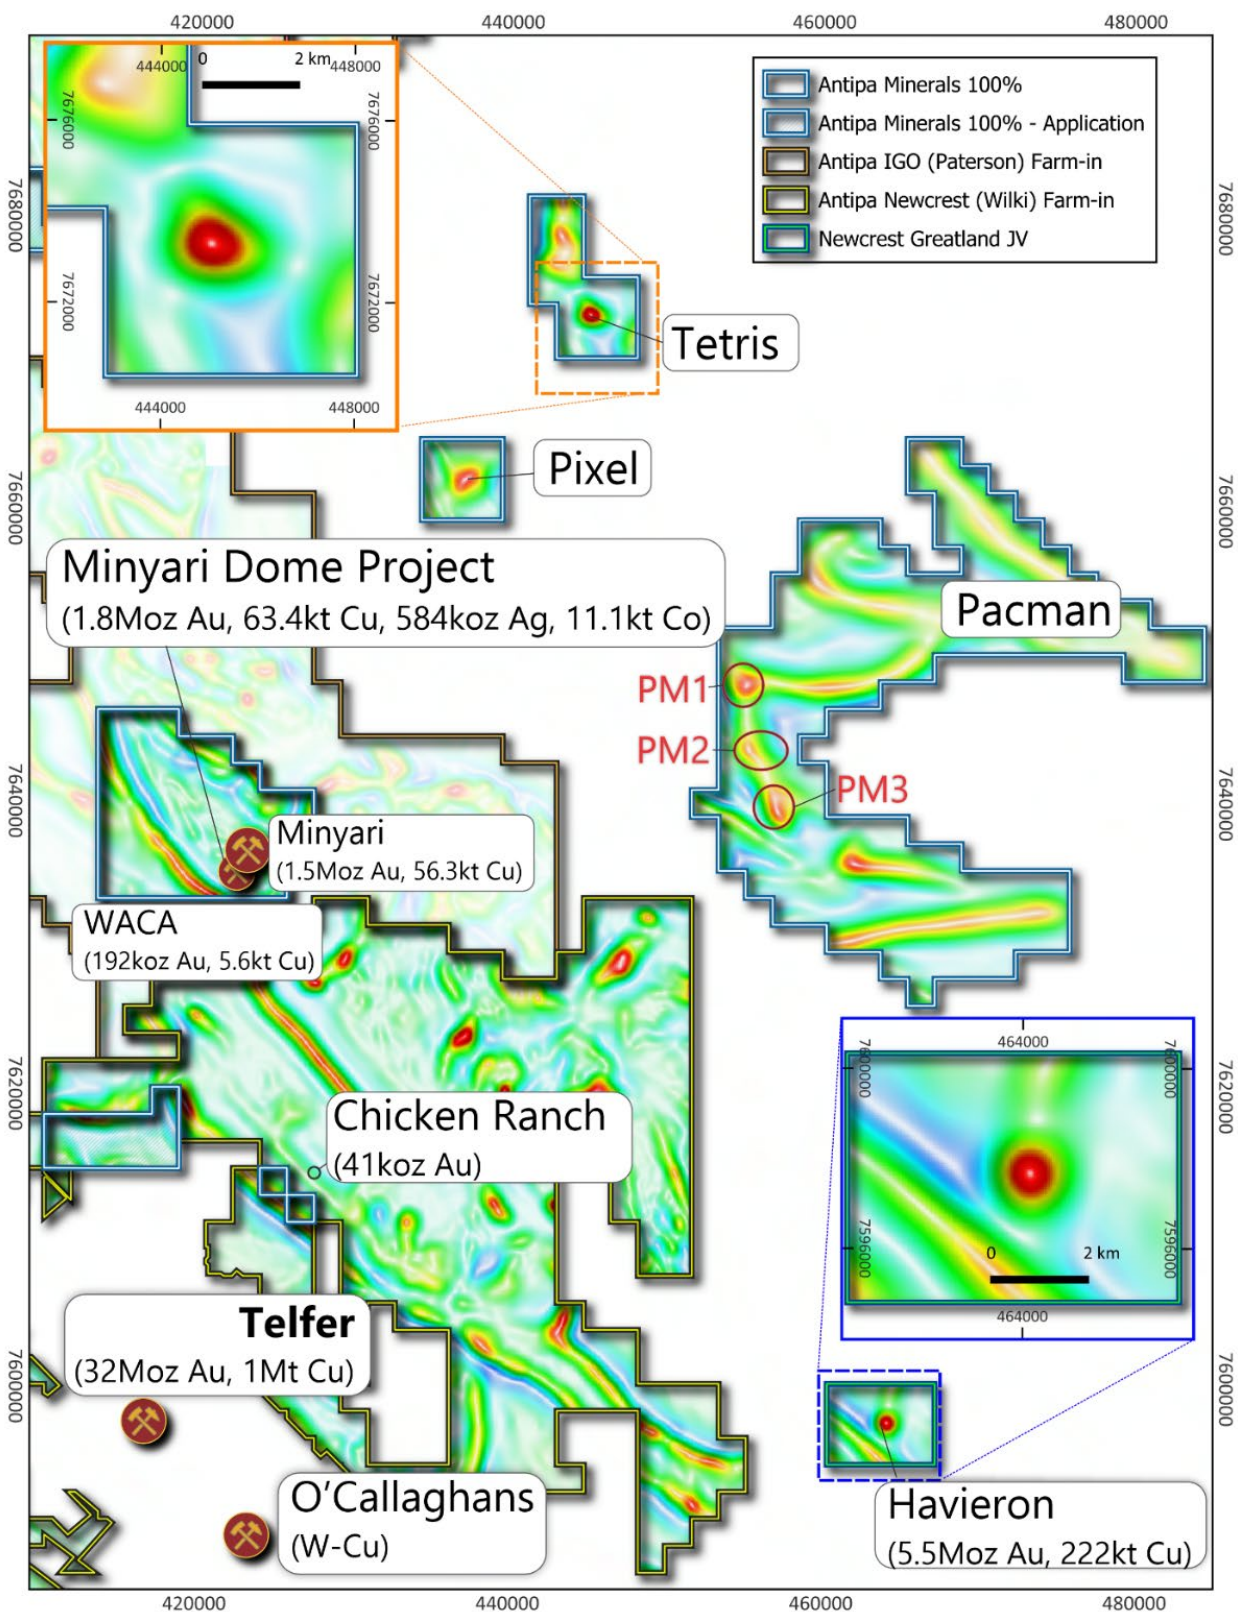 420000
440000
460000
480000
444000
0
2 km
448000
7676000
7676000
7672000
7672000
444000
448000
Antipa Minerals 100%
Antipa Minerals 100% - Application
Antipa IGO (Paterson) Farm-in
Antipa Newcrest (Wilki) Farm-in
Newcrest Greatland JV
7680000
7680000
Tetris
Pixel
7660000
7660000
Minyari Dome Project
(1.8Moz Au, 63.4kt Cu, 584koz Ag, 11.1kt Co)
Pacman
PM1
PM2
PM3
7640000
7640000
Minyari
(1.5Moz Au, 56.3kt Cu)
WACA
(192koz Au, 5.6kt Cu)
464000
7600000
7600000
7620000
7620000
Chicken Ranch
(41koz Au)
7596000
7596000
0
2 km
464000
Telfer
(32Moz Au, 1Mt Cu)
7600000
7600000
O'Callaghans
(W-Cu)
Havieron
(5.5Moz Au, 222kt Cu)
420000
440000
460000
480000